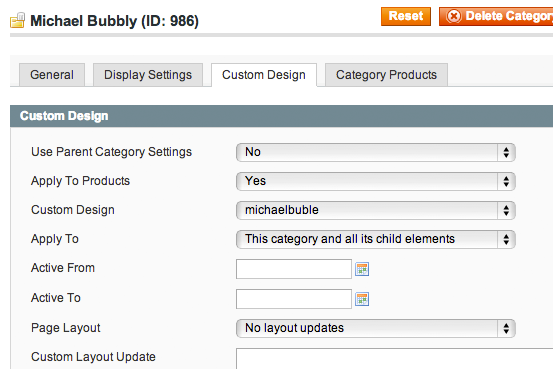 Michael Bubbly (ID: 986)
Reset
Delete Category
General
Display Settings
Custom Design
Category Products
Custom Design
Use Parent Category Settings
No
Apply To Products
Yes
Custom Design
michaelbuble
Apply To
This category and all its child elements
Active From
Active To
Page Layout
No layout updates
Custom Layout Update